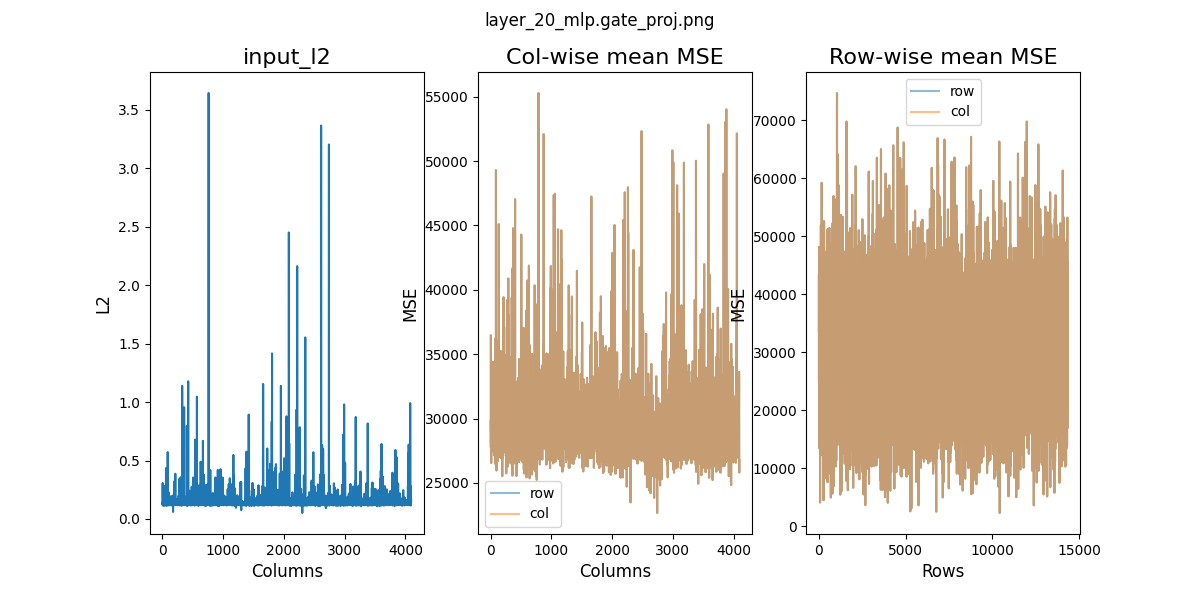 layer_20_mlp.gate_proj.png
input_l2
L2
3.5
3.0
2.5
2.0
1.5
1.0
0.5
0.0
0 1000 2000 3000 4000
Columns
Col-wise mean MSE
MSE
55000
50000
45000
40000
35000
30000
25000
row
col
0 1000 2000 3000 4000
Columns
Row-wise mean MSE
MSE
row
col
70000
60000
50000
40000
30000
20000
10000
0
0 5000 10000 15000
Rows